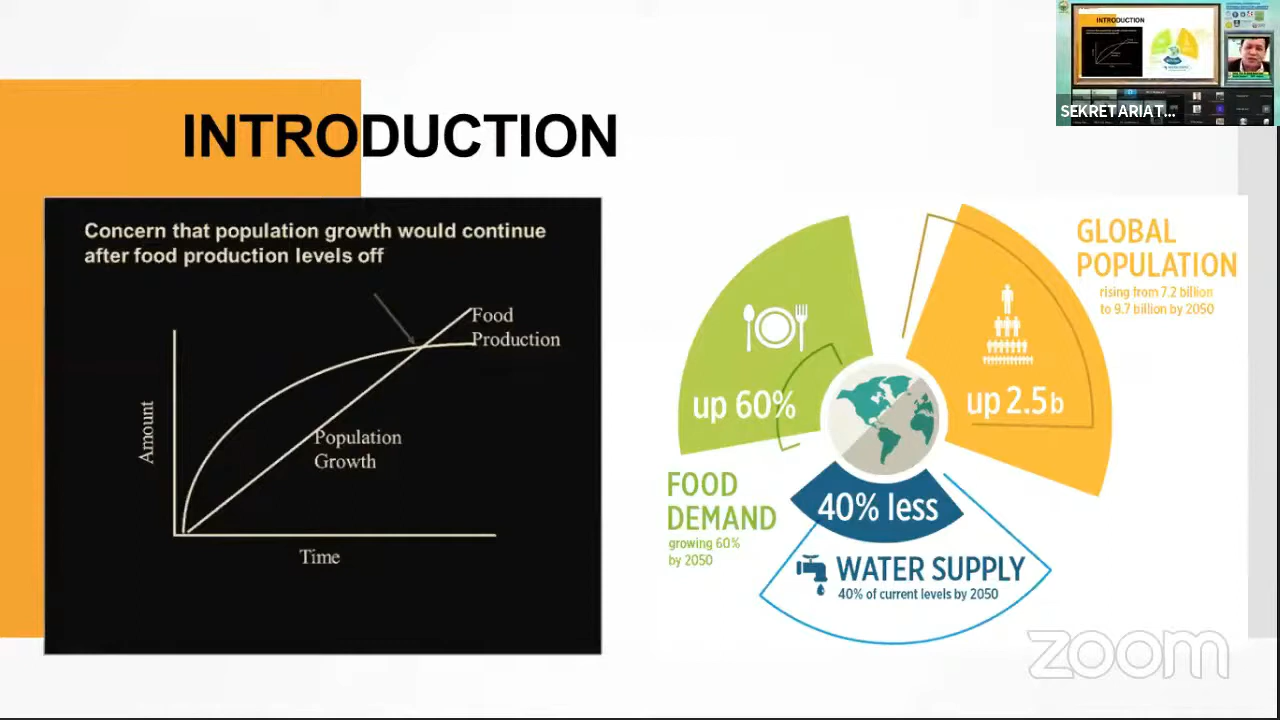 INTRODUCTION
SEKRETARIAT...
INTRODUCTION
Concern that population growth would continue
after food production levels off
Food
Production
Population
Growth
Amount
Time
GLOBAL
POPULATION
rising from 7.2 billion
to 9.7 billion by 2050
up 60%
up 2.5b
FOOD
DEMAND
growing 60%
by 2050
40% less
WATER SUPPLY
40% of current levels by 2050
zoom